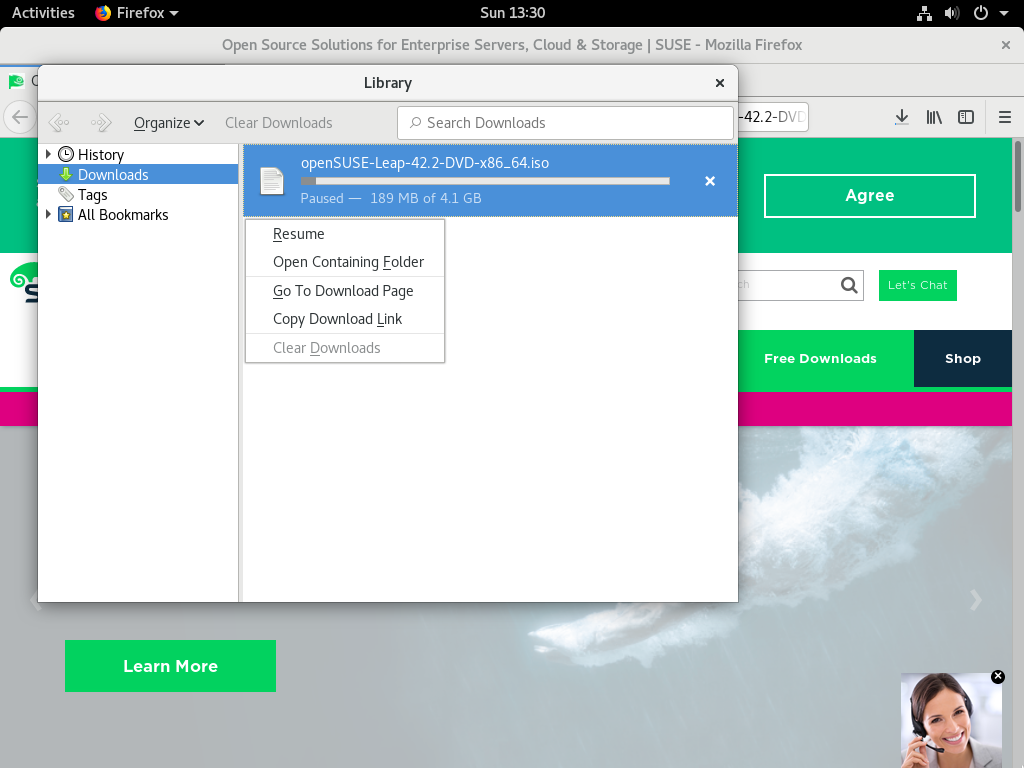 Activities Firefox Sun 13:30
Open Source Solutions for Enterprise Servers, Cloud & Storage | SUSE - Mozilla Firefox
Library
Organize Clear Downloads Search Downloads
-42.2-DVD
History
Downloads
Tags
All Bookmarks
openSUSE-Leap-42.2-DVD-x86_64.iso
Paused — 189 MB of 4.1 GB
Resume
Open Containing Folder
Go To Download Page
Copy Download Link
Clear Downloads
Agree
Let's Chat
Free Downloads
Shop
Learn More